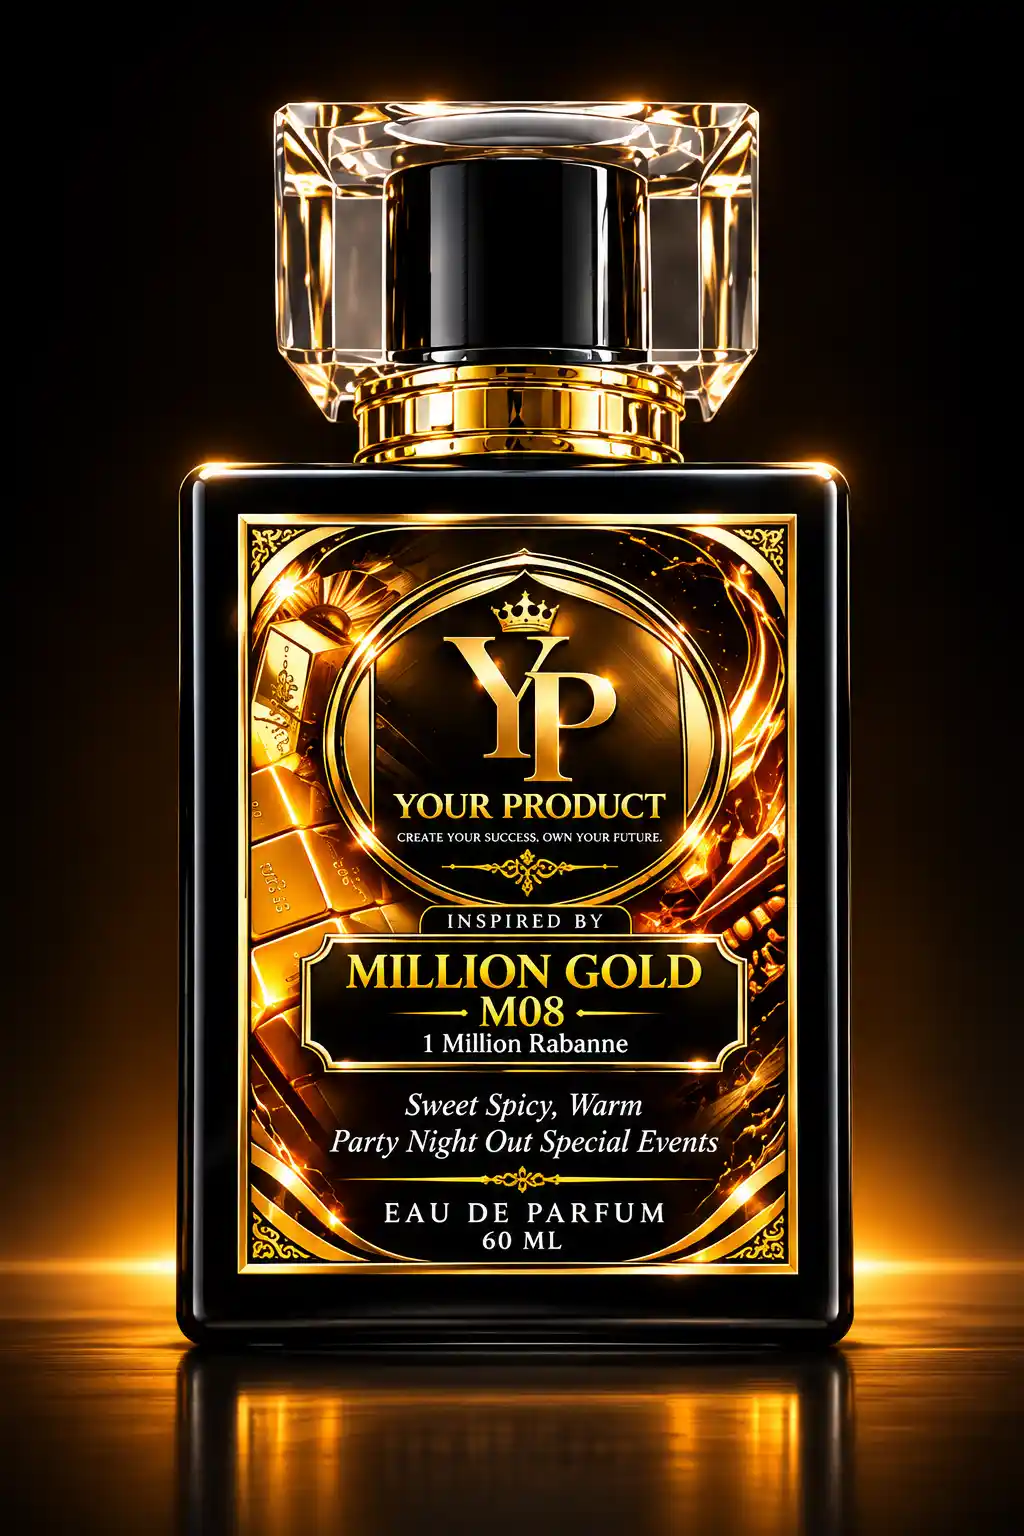 YP
YOUR PRODUCT
CREATE YOUR SUCCESS. OWN YOUR FUTURE.
INSPIRED BY
MILLION GOLD
M08
1 Million Rabanne
Sweet Spicy, Warm
Party Night Out Special Events
EAU DE PARFUM
60 ML